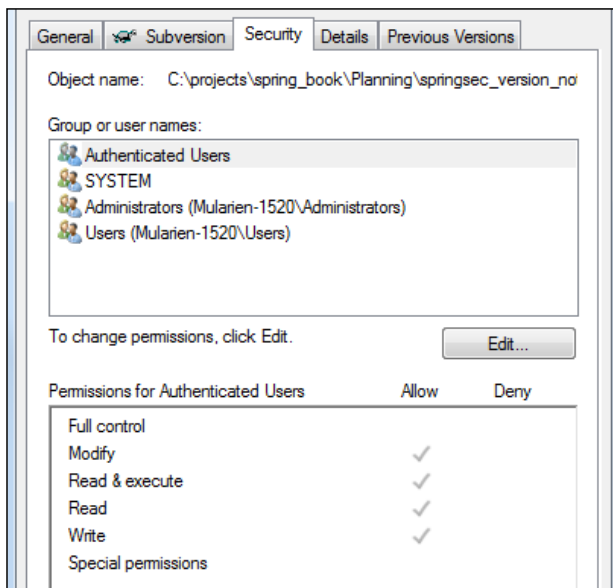 General Subversion Security Details Previous Versions
Object name: C:\projects\spring_book\Planning\springsec_version_no
Group or user names:
Authenticated Users
SYSTEM
Administrators (Mularien-1520\Administrators)
Users (Mularien-1520\Users)
To change permissions, click Edit.
Edit...
Permissions for Authenticated Users Allow Deny
Full control
Modify
Read & execute
Read
Write
Special permissions